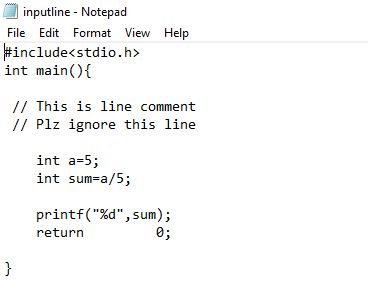 inputline - Notepad
File Edit Format View Help
#include<stdio.h>
int main(){
 // This is line comment
 // Plz ignore this line
    int a=5;
    int sum=a/5;
    printf("%d",sum);
    return         0;
}